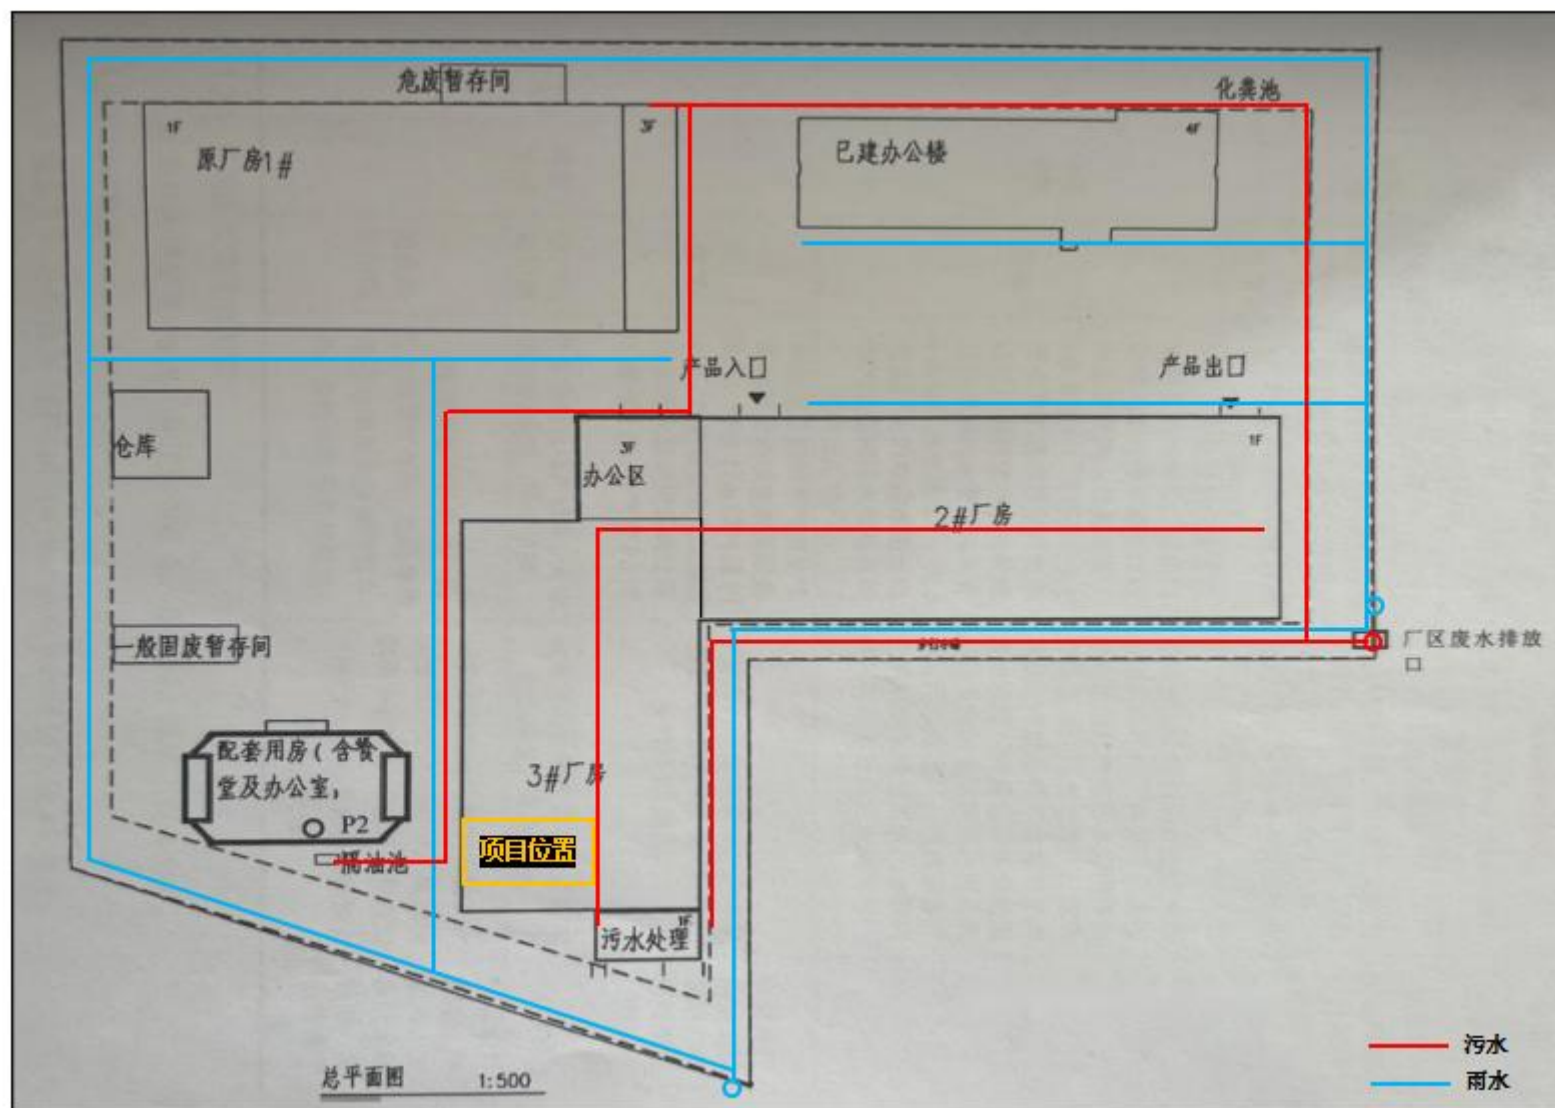 危废暂存间
化粪池
1F
3F
4F
原厂房1#
已建办公楼
产品入口
产品出口
仓库
3F
办公区
1F
2#厂房
一般固废暂存间
厂区废水排放
口
配套用房(含餐
堂及办公室,
3#厂房
P2
项目位置
隔油池
1F
污水处理
污水
总平面图
1:500
雨水